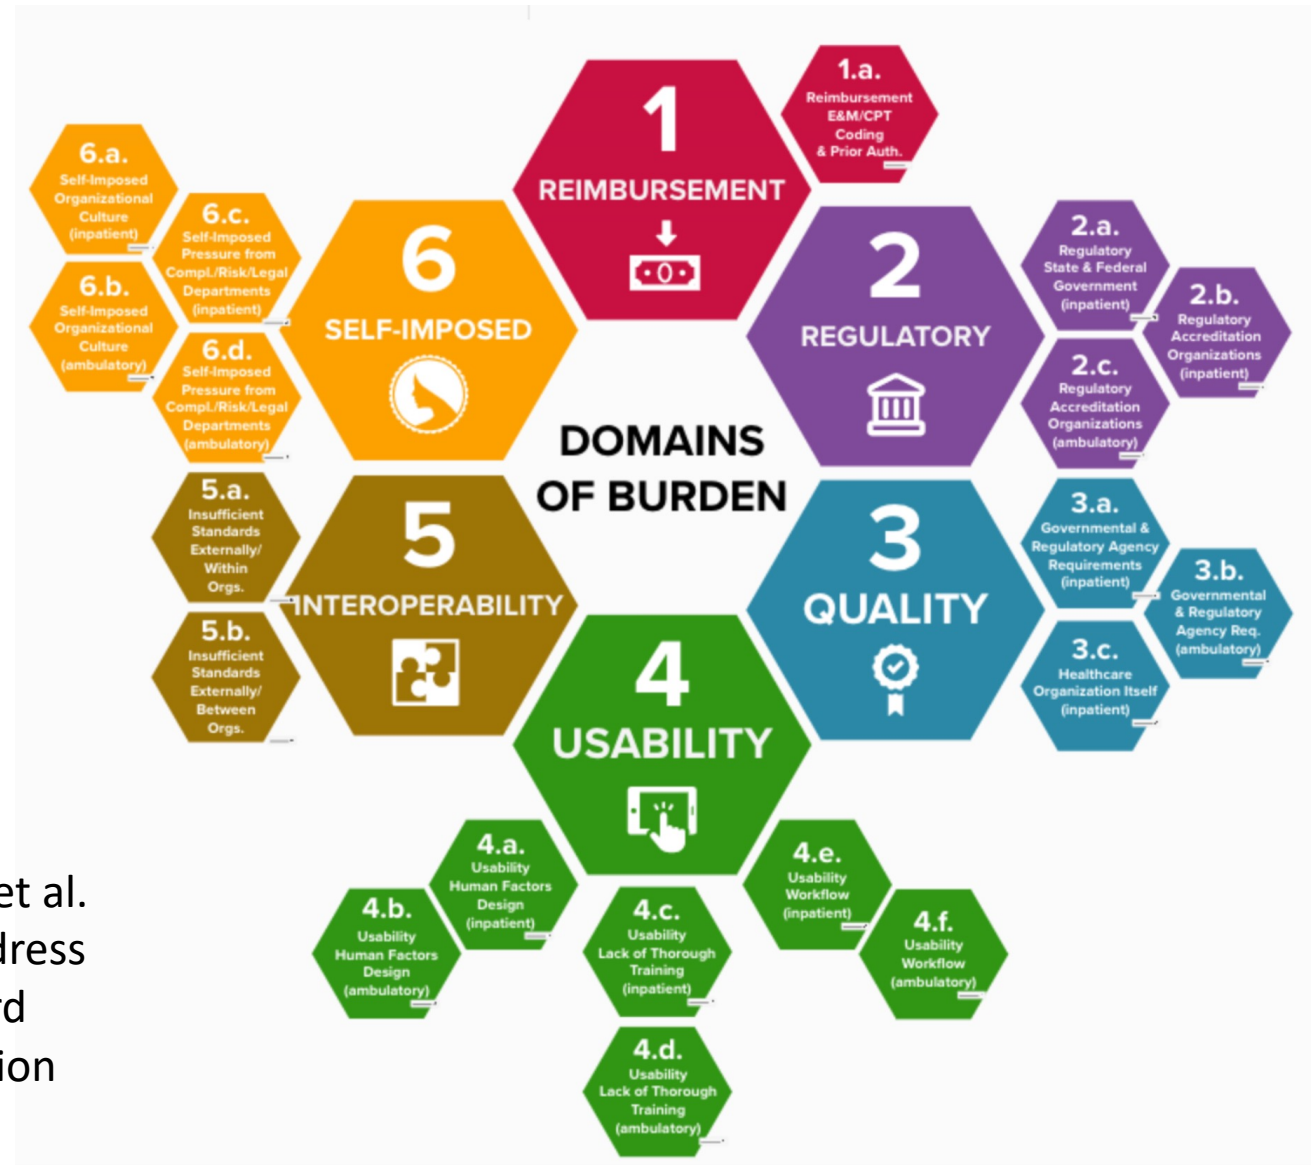 1
REIMBURSEMENT
1.a.
Reimbursement
E&M/CPT
Coding
& Prior Auth.
2
REGULATORY
2.a.
Regulatory
State & Federal
Government
(inpatient)
2.b.
Regulatory
Accreditation
Organizations
(inpatient)
2.c.
Regulatory
Accreditation
Organizations
(ambulatory)
DOMAINS
OF BURDEN
3
QUALITY
3.a.
Governmental &
Regulatory Agency
Requirements
(inpatient)
3.b.
Governmental
& Regulatory
Agency Req.
(ambulatory)
3.c.
Healthcare
Organization Itself
(inpatient)
4
USABILITY
4.a.
Usability
Human Factors
Design
(inpatient)
4.b.
Usability
Human Factors
Design
(ambulatory)
4.c.
Usability
Lack of Thorough
Training
(inpatient)
4.d.
Usability
Lack of Thorough
Training
(ambulatory)
4.e.
Usability
Workflow
(inpatient)
4.f.
Usability
Workflow
(ambulatory)
5
INTEROPERABILITY
5.a.
Insufficient
Standards
Externally/
Within
Orgs.
5.b.
Insufficient
Standards
Externally/
Between
Orgs.
6
SELF-IMPOSED
6.a.
Self-Imposed
Organizational
Culture
(inpatient)
6.b.
Self-Imposed
Organizational
Culture
(ambulatory)
6.c.
Self-Imposed
Pressure from
Compl./Risk/Legal
Departments
(inpatient)
6.d.
Self-Imposed
Pressure from
Compl./Risk/Legal
Departments
(ambulatory)
et al.
dress
rd
ion